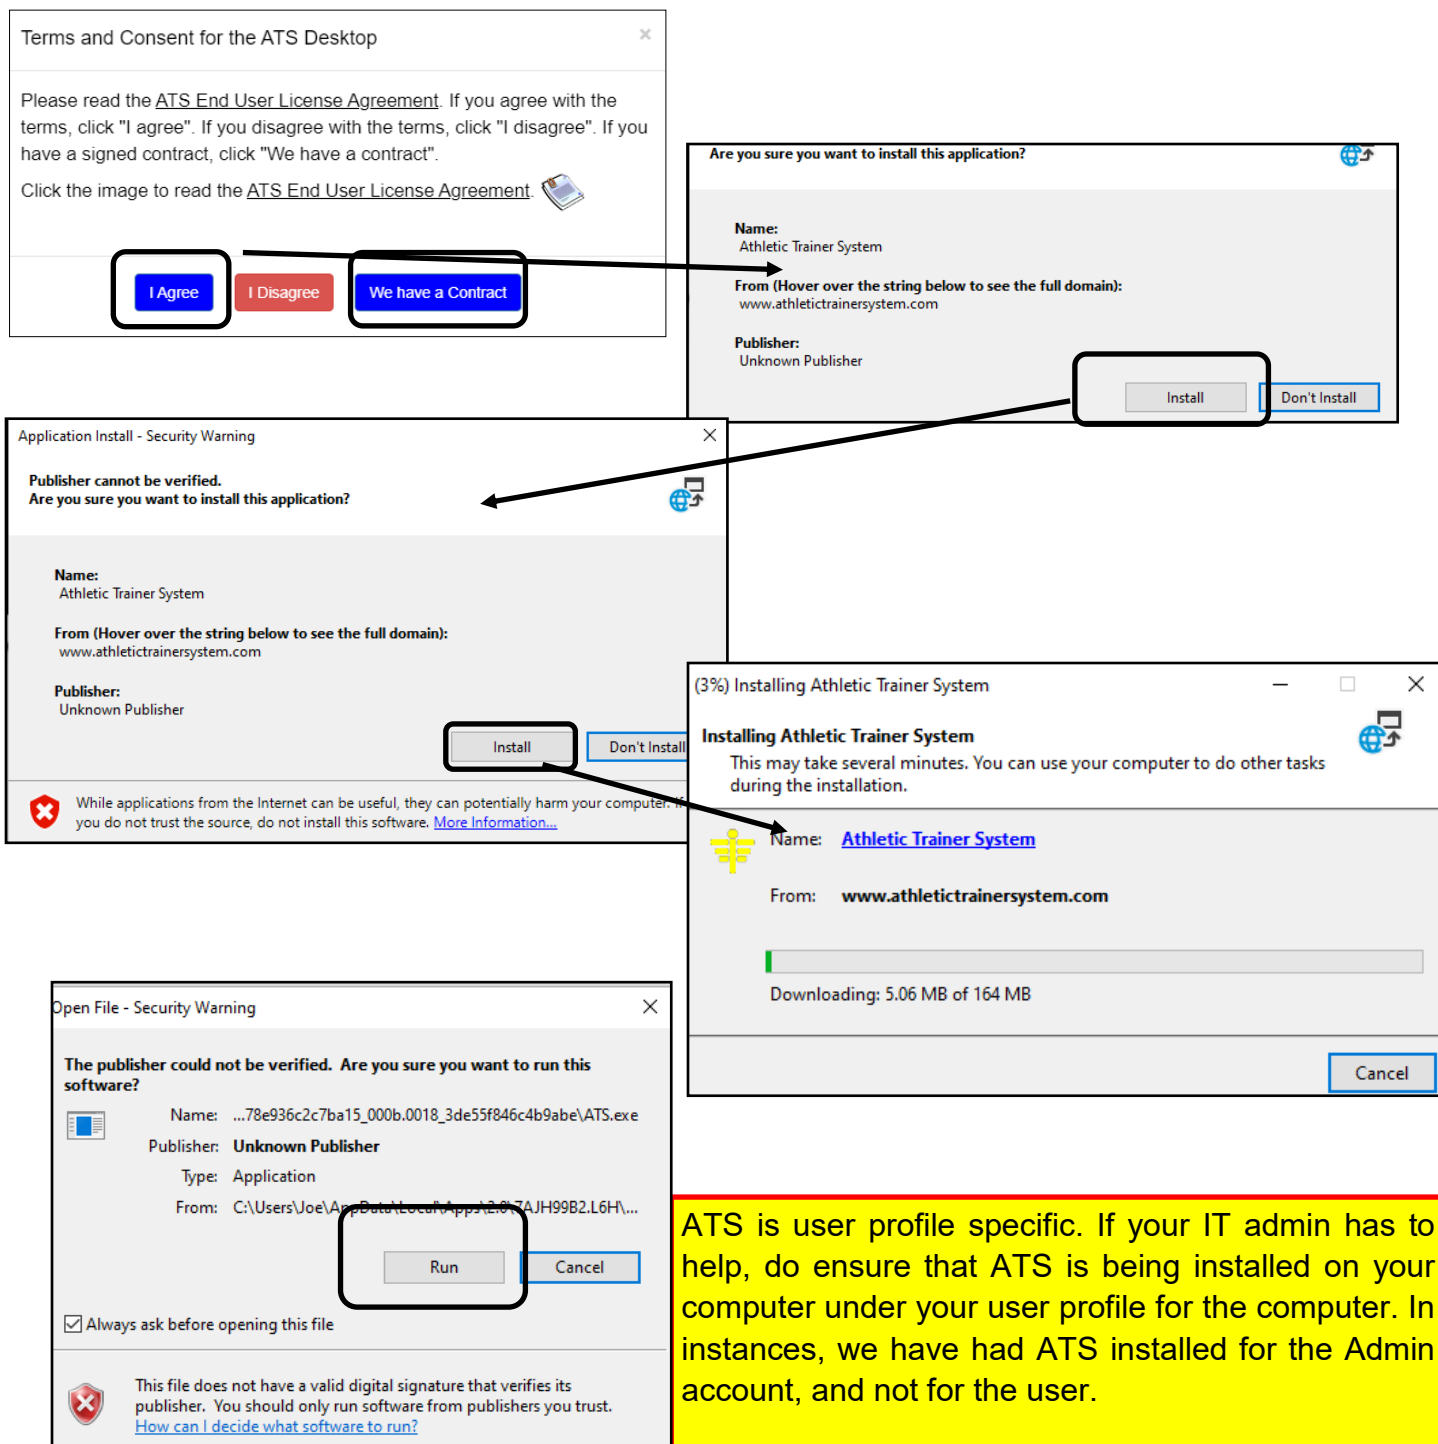 Terms and Consent for the ATS Desktop
×
Please read the ATS End User License Agreement. If you agree with the
terms, click "I agree". If you disagree with the terms, click "I disagree". If you
have a signed contract, click "We have a contract".
Click the image to read the ATS End User License Agreement.
I Agree
I Disagree
We have a Contract
Are you sure you want to install this application?
Name:
Athletic Trainer System
From (Hover over the string below to see the full domain):
www.athletictrainersystem.com
Publisher:
Unknown Publisher
Install
Don't Install
Application Install - Security Warning
Publisher cannot be verified.
Are you sure you want to install this application?
Name:
Athletic Trainer System
From (Hover over the string below to see the full domain):
www.athletictrainersystem.com
Publisher:
Unknown Publisher
Install
Don't Install
While applications from the Internet can be useful, they can potentially harm your computer. If
you do not trust the source, do not install this software. More Information...
(3%) Installing Athletic Trainer System
Installing Athletic Trainer System
This may take several minutes. You can use your computer to do other tasks
during the installation.
Name: Athletic Trainer System
From: www.athletictrainersystem.com
Downloading: 5.06 MB of 164 MB
Cancel
Open File - Security Warning
The publisher could not be verified. Are you sure you want to run this
software?
Name: ...78e936c2c7ba15_000b.0018_3de55f846c4b9abe\ATS.exe
Publisher: Unknown Publisher
Type: Application
From: C:\Users\Joe\AppData\Local\Apps\2.0\7AJH99B2.L6H\...
Run
Cancel
Always ask before opening this file
This file does not have a valid digital signature that verifies its
publisher. You should only run software from publishers you trust.
How can I decide what software to run?
ATS is user profile specific. If your IT admin has to
help, do ensure that ATS is being installed on your
computer under your user profile for the computer. In
instances, we have had ATS installed for the Admin
account, and not for the user.